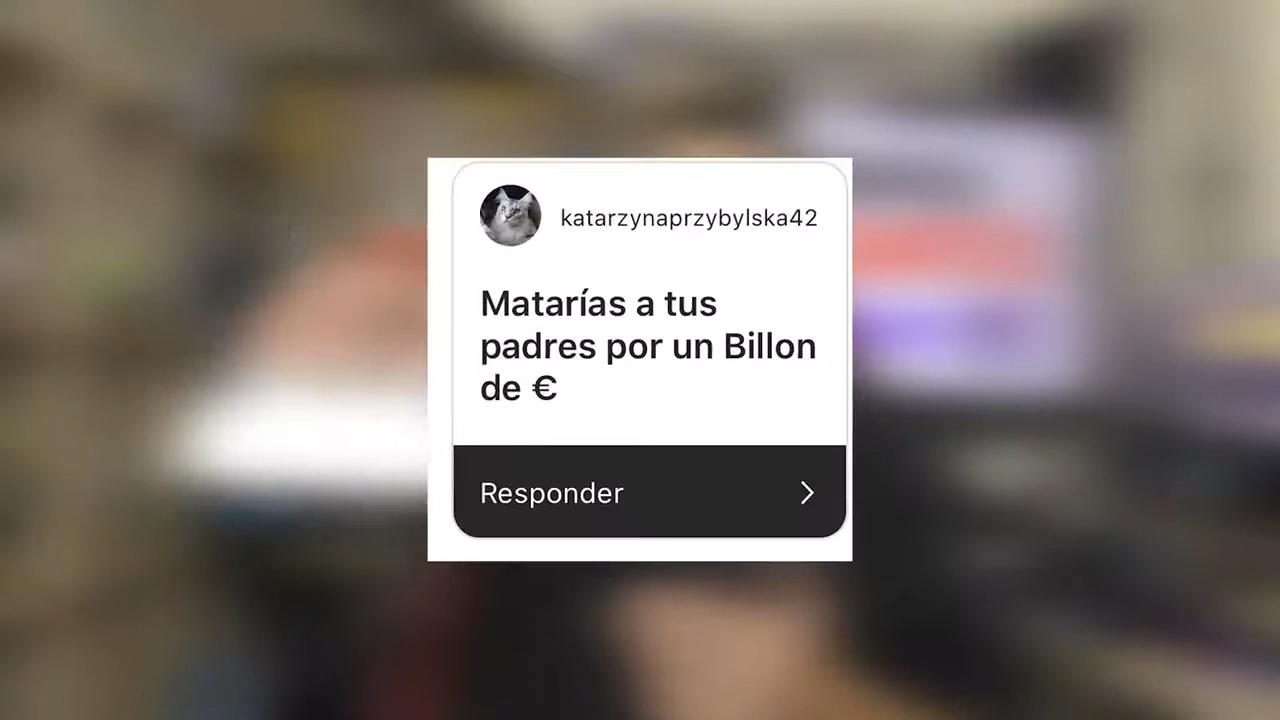 katarzynaprzybylska42
Matarías a tus
padres por un Billon
de €
Responder